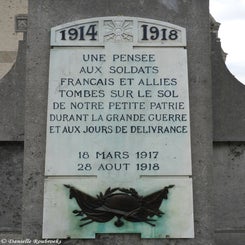 1914 1918
UNE PENSEE
AUX SOLDATS
FRANCAIS ET ALLIES
TOMBES SUR LE SOL
DE NOTRE PETITE PATRIE
DURANT LA GRANDE GUERRE
ET AUX JOURS DE DELIVRANCE
18 MARS 1917
28 AOUT 1918
© Danielle Roubroeks